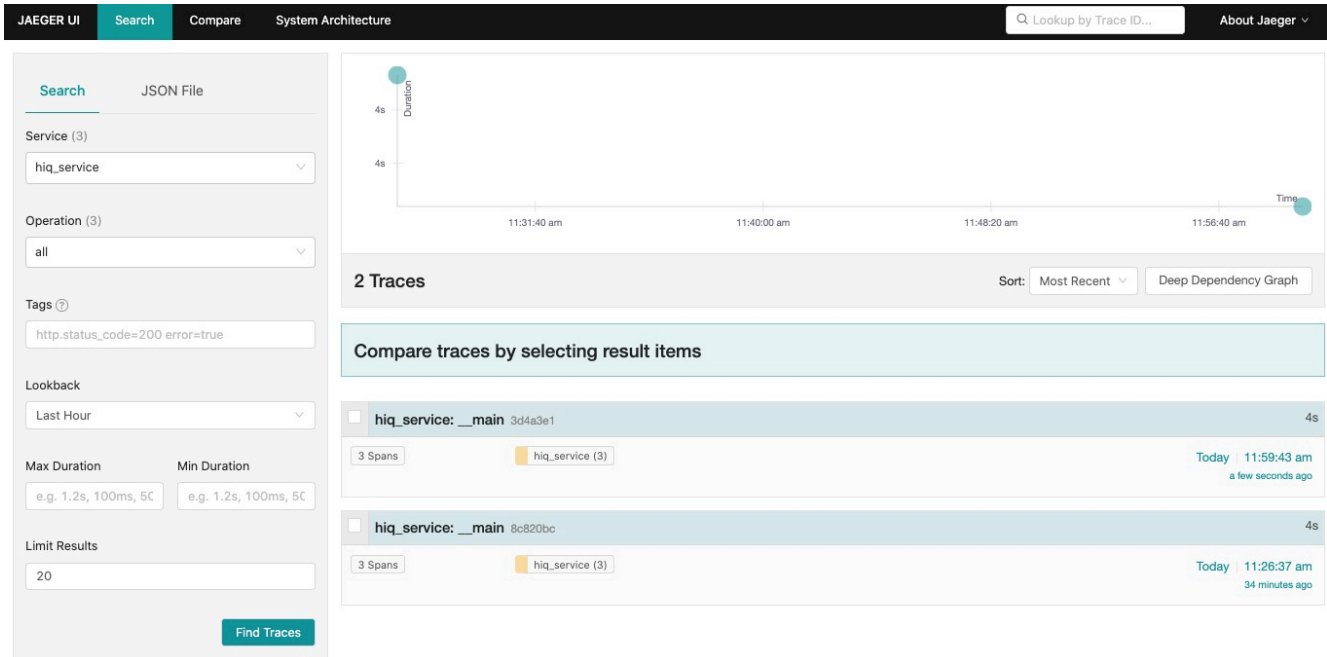 JAEGER UI Search Compare System Architecture Lookup by Trace ID... About Jaeger
Search JSON File
Service (3)
hiq_service
Operation (3)
all
Tags ?
http.status_code=200 error=true
Lookback
Last Hour
Max Duration Min Duration
e.g. 1.2s, 100ms, 50 e.g. 1.2s, 100ms, 50
Limit Results
20
Find Traces
Duration
4s
4s
Time
11:31:40 am 11:40:00 am 11:48:20 am 11:56:40 am
2 Traces Sort: Most Recent Deep Dependency Graph
Compare traces by selecting result items
hiq_service: __main 3d4a3e1 4s
3 Spans hiq_service (3) Today 11:59:43 am
a few seconds ago
hiq_service: __main 8c820bc 4s
3 Spans hiq_service (3) Today 11:26:37 am
34 minutes ago